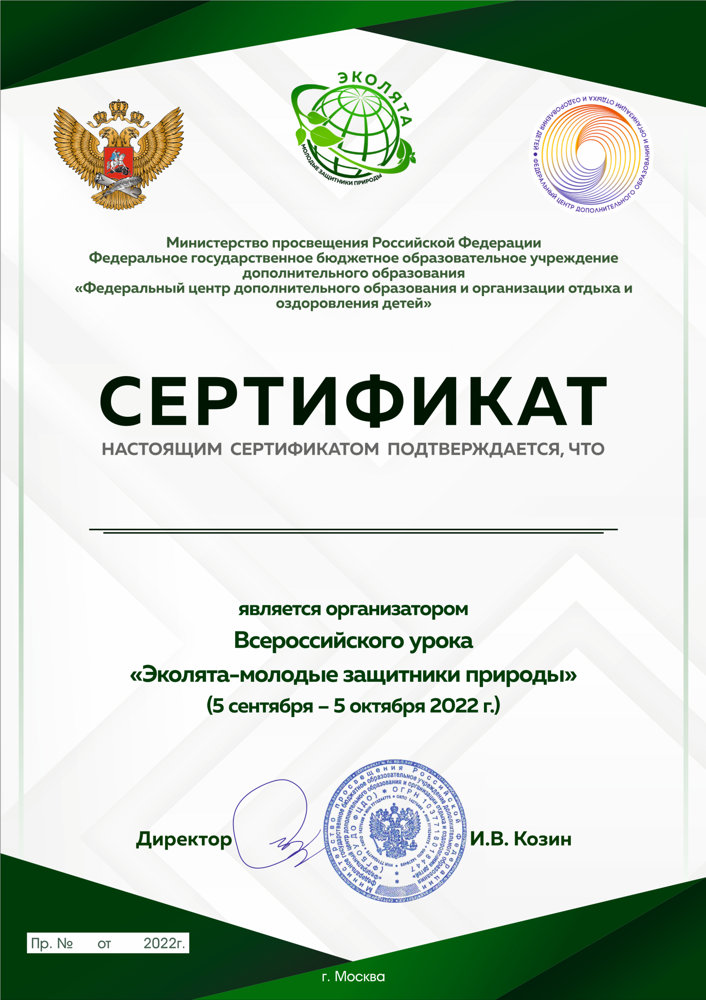 ЭКОЛЯТА
МОЛОДЫЕ ЗАЩИТНИКИ ПРИРОДЫ
ФЕДЕРАЛЬНЫЙ ЦЕНТР ДОПОЛНИТЕЛЬНОГО ОБРАЗОВАНИЯ И ОРГАНИЗАЦИИ ОТДЫХА И ОЗДОРОВЛЕНИЯ ДЕТЕЙ •
Министерство просвещения Российской Федерации
Федеральное государственное бюджетное образовательное учреждение
дополнительного образования
«Федеральный центр дополнительного образования и организации отдыха и
оздоровления детей»
СЕРТИФИКАТ
НАСТОЯЩИМ СЕРТИФИКАТОМ ПОДТВЕРЖДАЕТСЯ, ЧТО
является организатором
Всероссийского урока
«Эколята-молодые защитники природы»
(5 сентября – 5 октября 2022 г.)
Министерство просвещения Российской Федерации
федеральное государственное бюджетное образовательное учреждение дополнительного образования
«Федеральный центр дополнительного образования и организации отдыха и оздоровления детей»
(ФГБОУ ДО ФЦДО) * ОГРН 1037718018447 *
Директор
И.В. Козин
Пр. № от 2022г.
г. Москва